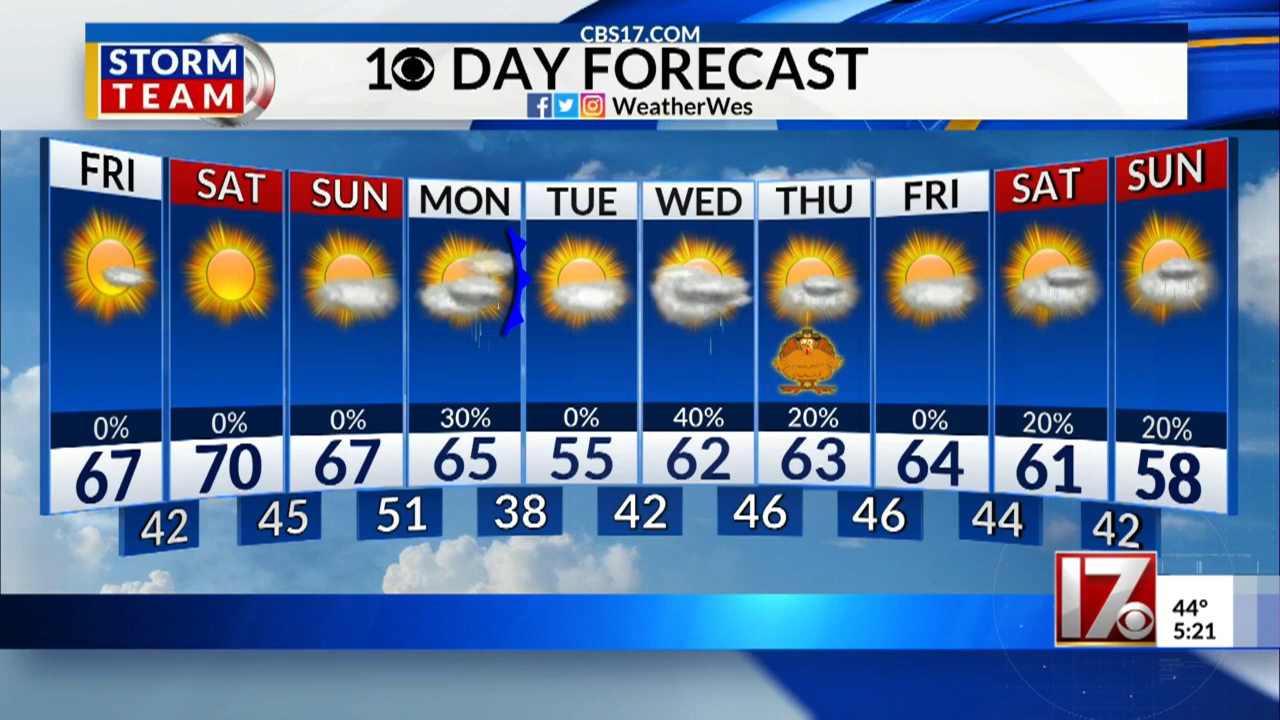 CBS17.COM
STORM
TEAM
10 DAY FORECAST
WeatherWes
FRI SAT SUN MON TUE WED THU FRI SAT SUN
0% 0% 0% 30% 0% 40% 20% 0% 20% 20%
67 70 67 65 55 62 63 64 61 58
42 45 51 38 42 46 46 44 42
17
44°
5:21